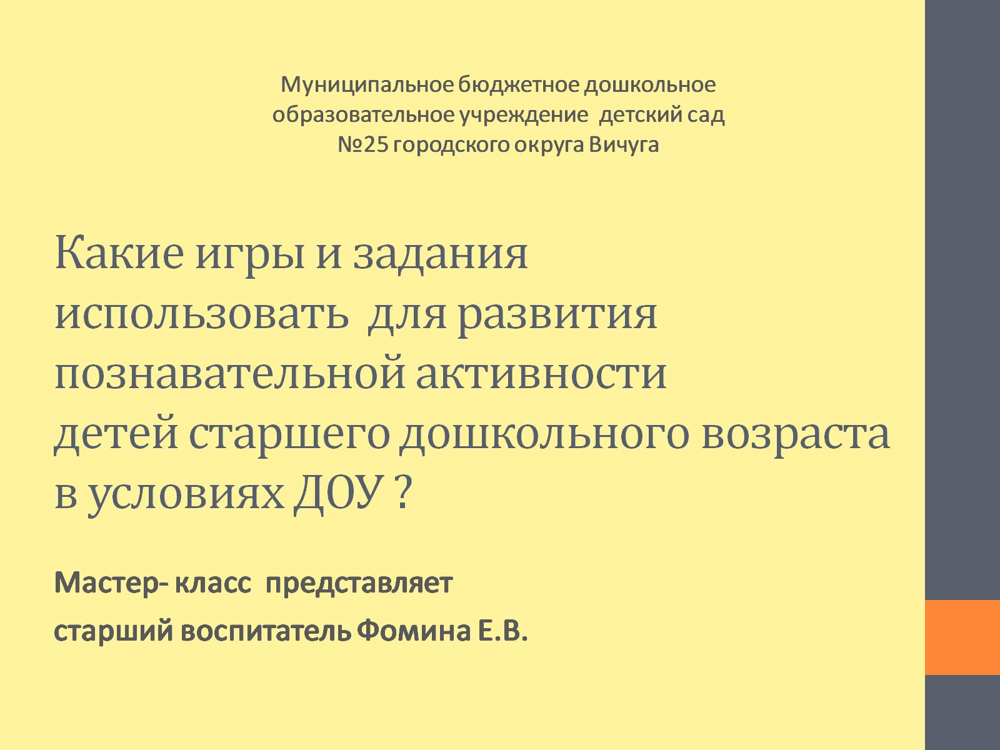 Муниципальное бюджетное дошкольное
образовательное учреждение  детский сад
№25 городского округа Вичуга
Какие игры и задания
использовать  для развития
познавательной активности
детей старшего дошкольного возраста
в условиях ДОУ ?
Мастер- класс  представляет
старший воспитатель Фомина Е.В.